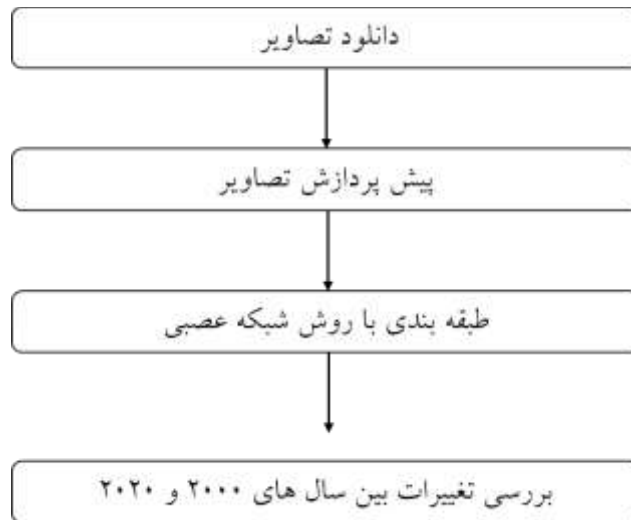 دانلود تصاویر
پیش پردازش تصاویر
طبقه بندی با روش شبکه عصبی
بررسی تغییرات بین سال های ۲۰۰۰ و ۲۰۲۰